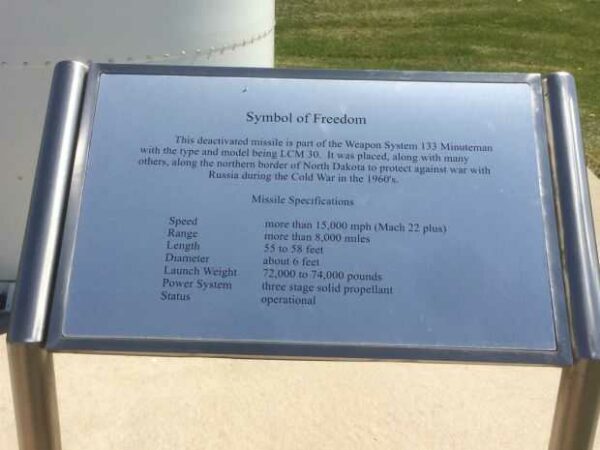 Symbol of Freedom
This deactivated missile is part of the Weapon System 133 Minuteman
with the type and model being LCM 30. It was placed, along with many
others, along the northern border of North Dakota to protect against war with
Russia during the Cold War in the 1960's.
Missile Specifications
Speed more than 15,000 mph (Mach 22 plus)
Range more than 8,000 miles
Length 55 to 58 feet
Diameter about 6 feet
Launch Weight 72,000 to 74,000 pounds
Power System three stage solid propellant
Status operational